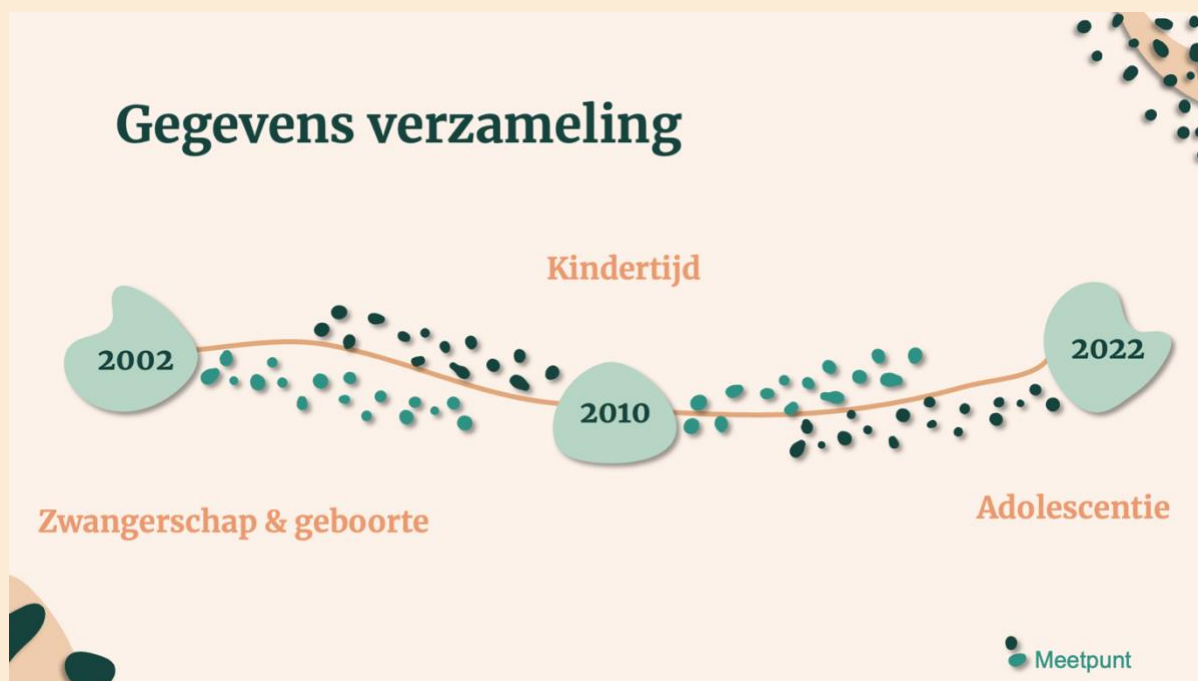 Gegevens verzameling
Kindertijd
2002
2010
2022
Zwangerschap & geboorte
Adolescentie
Meetpunt